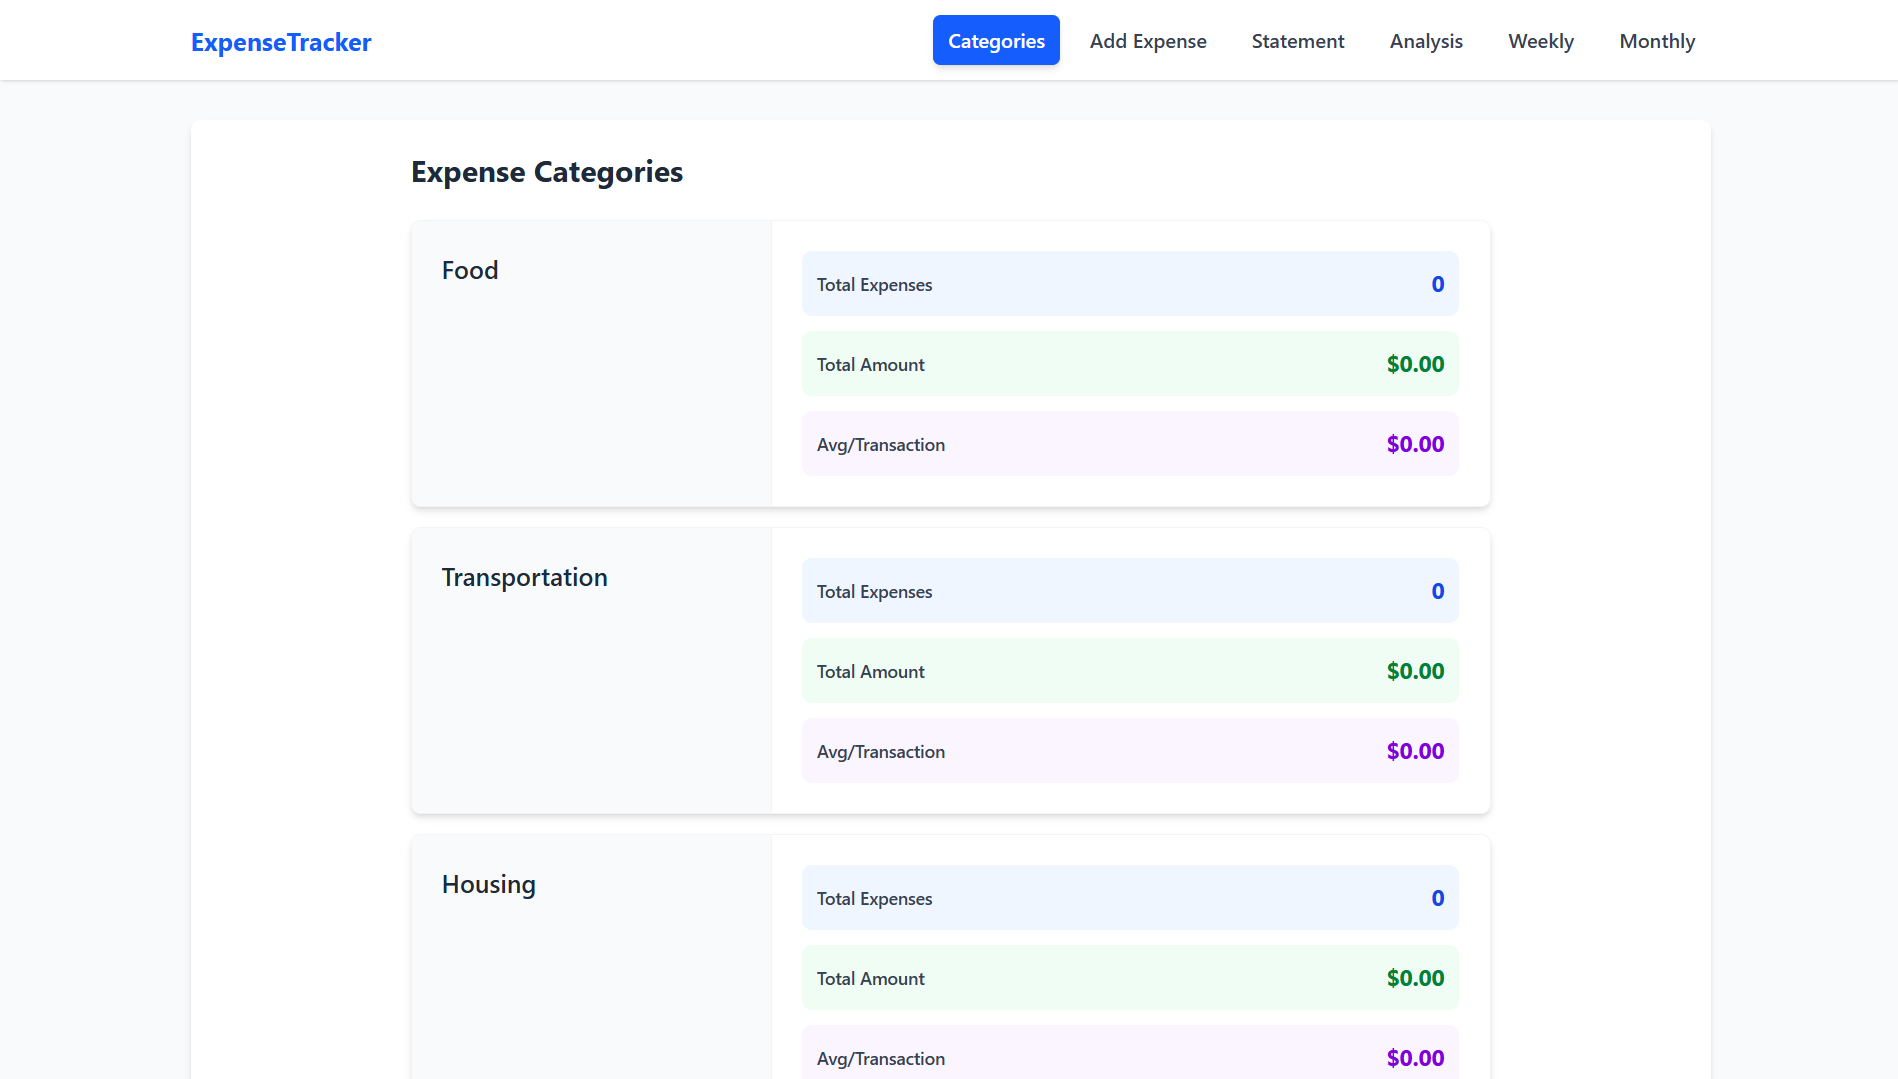 ExpenseTracker
Categories Add Expense Statement Analysis Weekly Monthly
Expense Categories
Food
Total Expenses 0
Total Amount $0.00
Avg/Transaction $0.00
Transportation
Total Expenses 0
Total Amount $0.00
Avg/Transaction $0.00
Housing
Total Expenses 0
Total Amount $0.00
Avg/Transaction $0.00